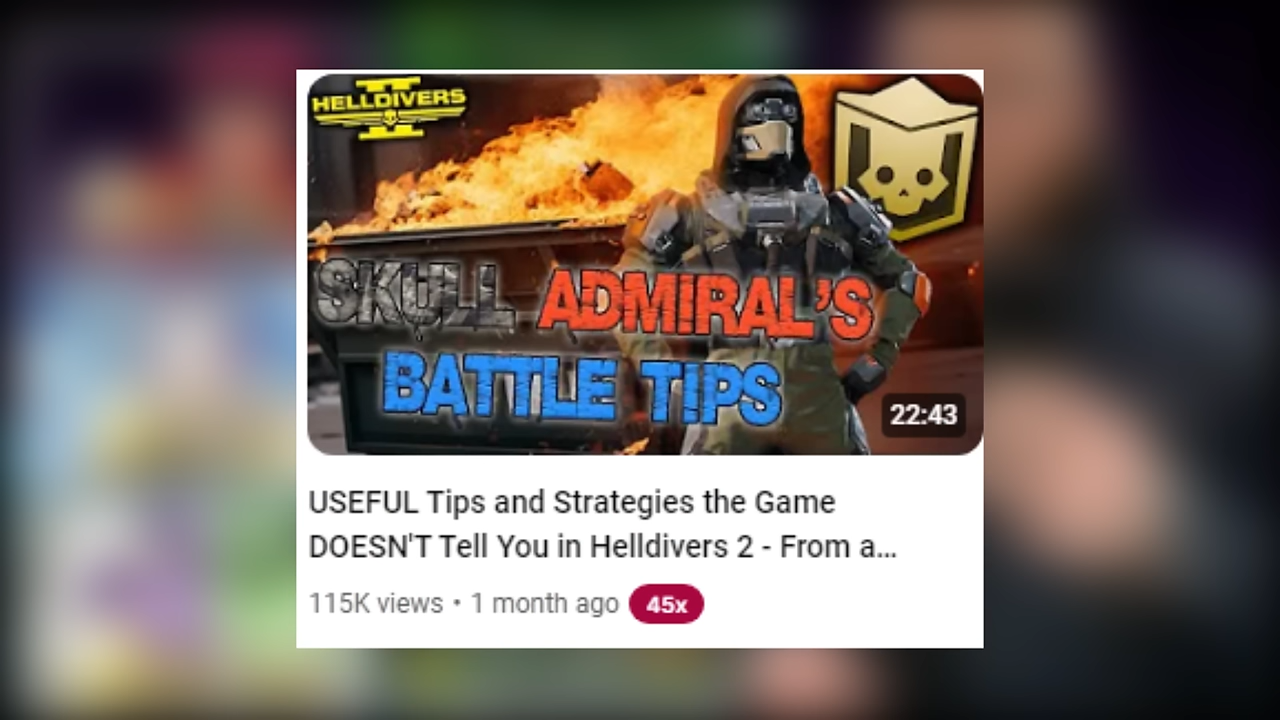 HELLDIVERS
II
SKULL ADMIRAL'S
BATTLE TIPS
22:43
USEFUL Tips and Strategies the Game
DOESN'T Tell You in Helldivers 2 - From a...
115K views • 1 month ago 45x